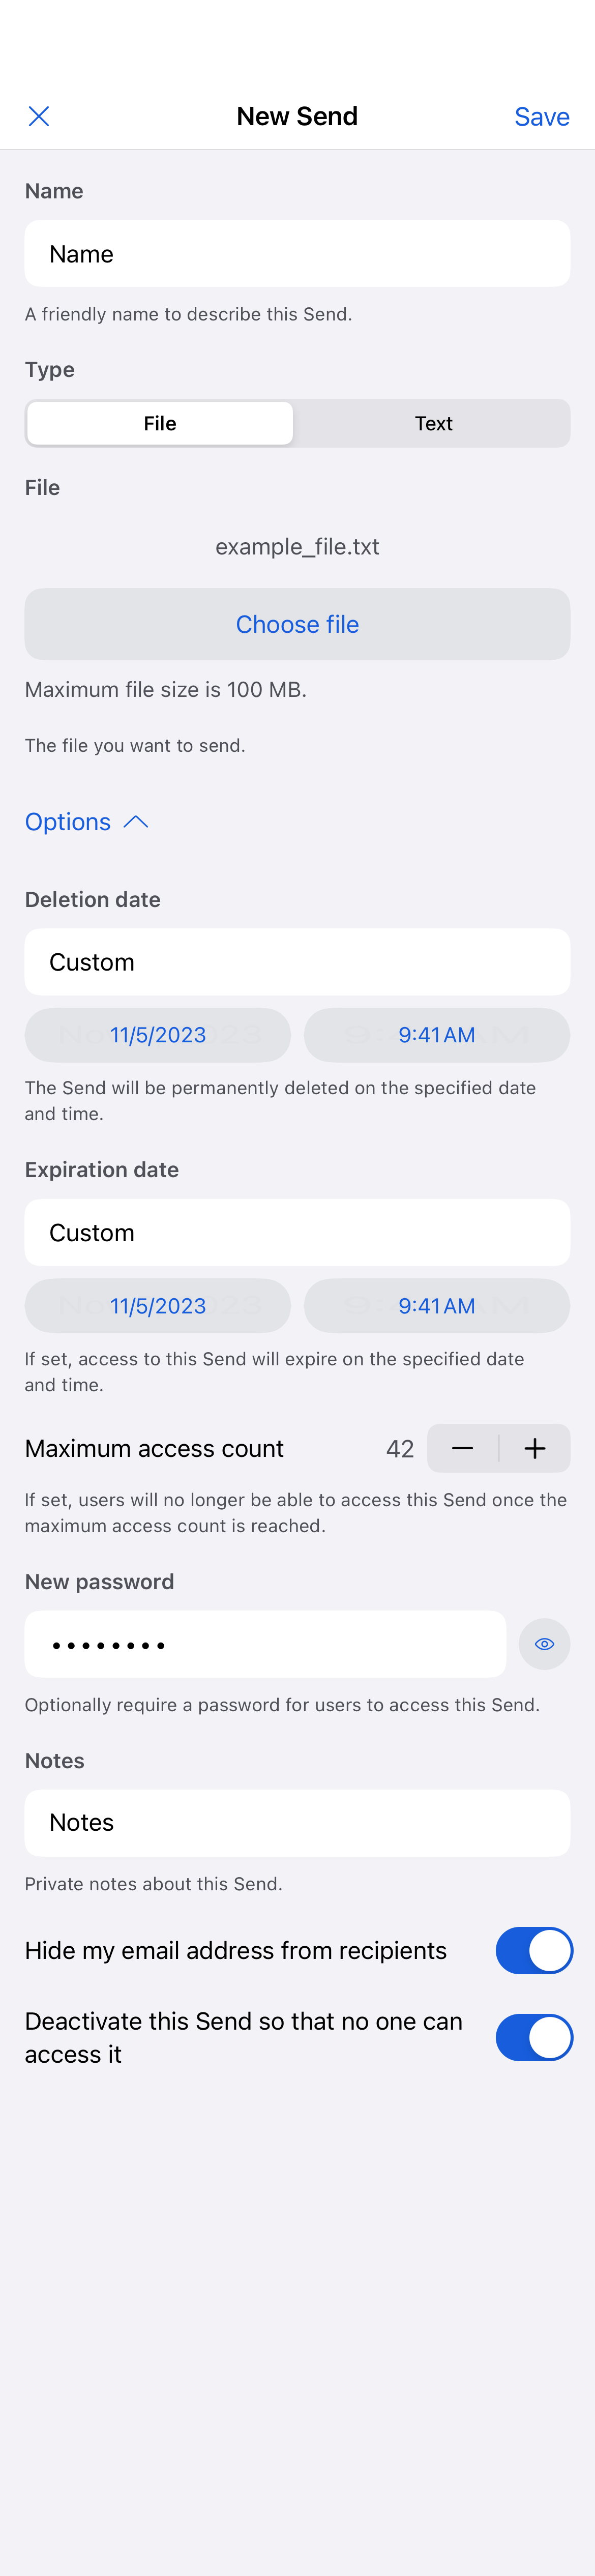 New Send
Save
Name
Name
A friendly name to describe this Send.
Type
File
Text
File
example_file.txt
Choose file
Maximum file size is 100 MB.
The file you want to send.
Options
Deletion date
Custom
11/5/2023
9:41 AM
The Send will be permanently deleted on the specified date
and time.
Expiration date
Custom
11/5/2023
9:41 AM
If set, access to this Send will expire on the specified date
and time.
Maximum access count
42
If set, users will no longer be able to access this Send once the
maximum access count is reached.
New password
••••••••
Optionally require a password for users to access this Send.
Notes
Notes
Private notes about this Send.
Hide my email address from recipients
Deactivate this Send so that no one can
access it